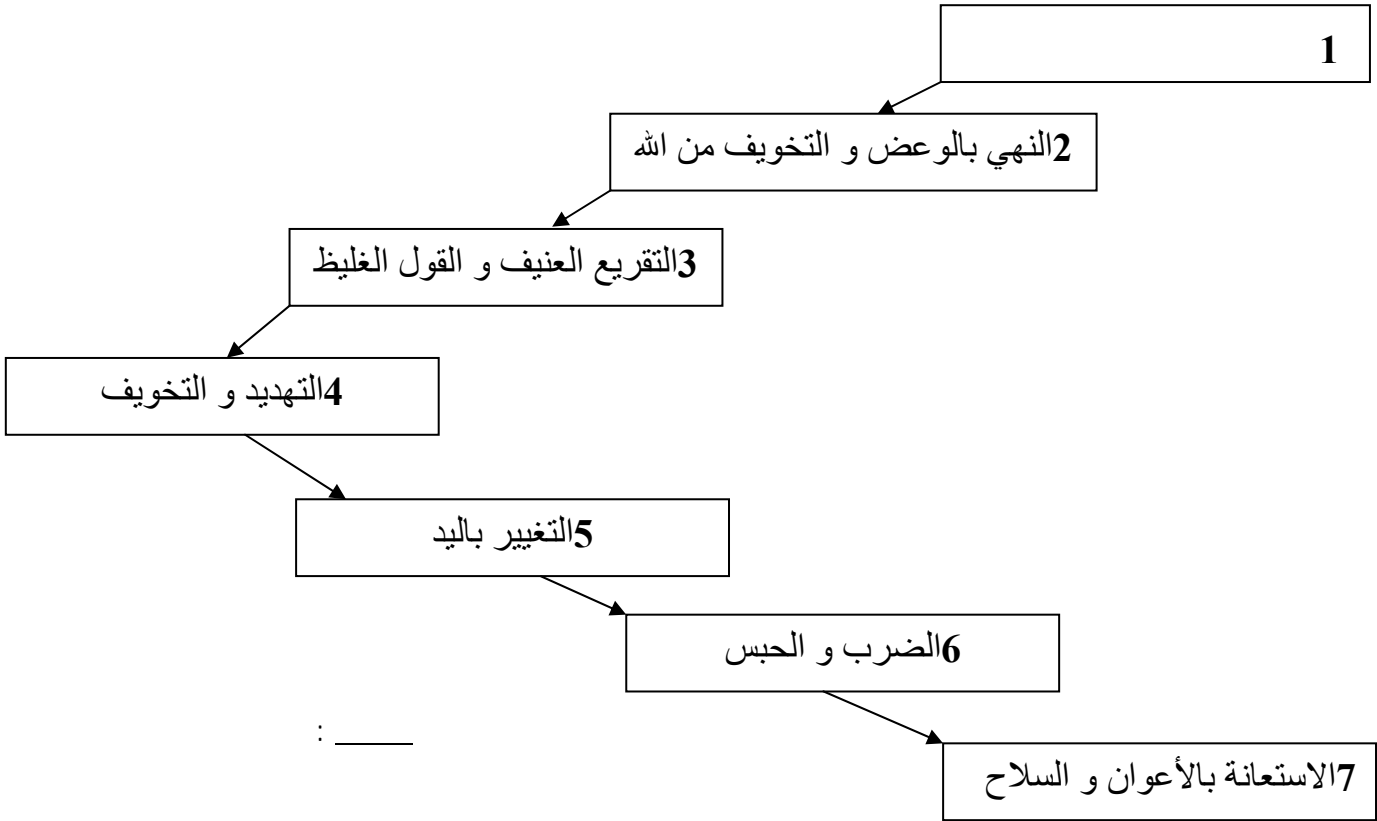 1
2النهي بالوعض و التخويف من الله
3التقريع العنيف و القول الغليظ
4التهديد و التخويف
5التغيير باليد
6الضرب و الحبس
: 
7الاستعانة بالأعوان و السلاح